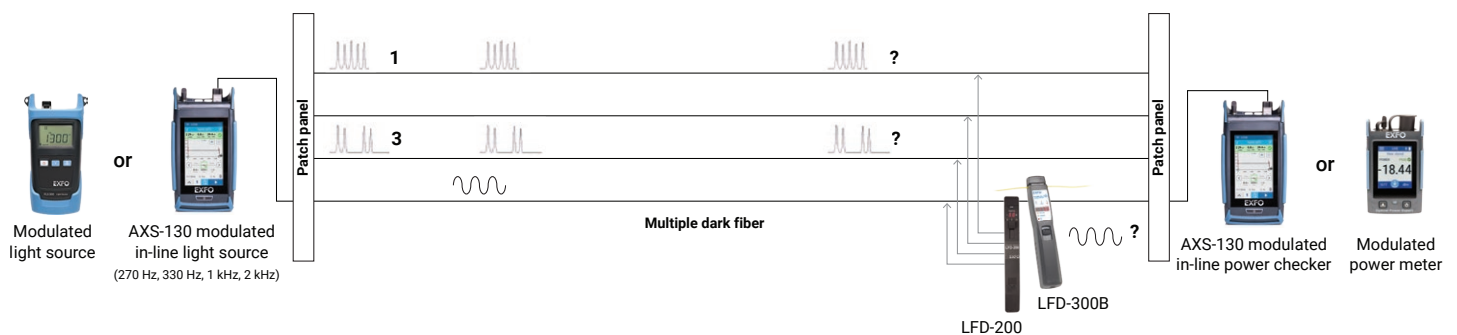 1
?
3
?
Patch panel
Patch panel
1300
EXFO
or
EXFO
Multiple dark fiber
?
EXFO
or
EXFO
-18.44
Modulated
light source
AXS-130 modulated
in-line light source
(270 Hz, 330 Hz, 1 kHz, 2 kHz)
LFD-300B
LFD-200
AXS-130 modulated
in-line power checker
Modulated
power meter